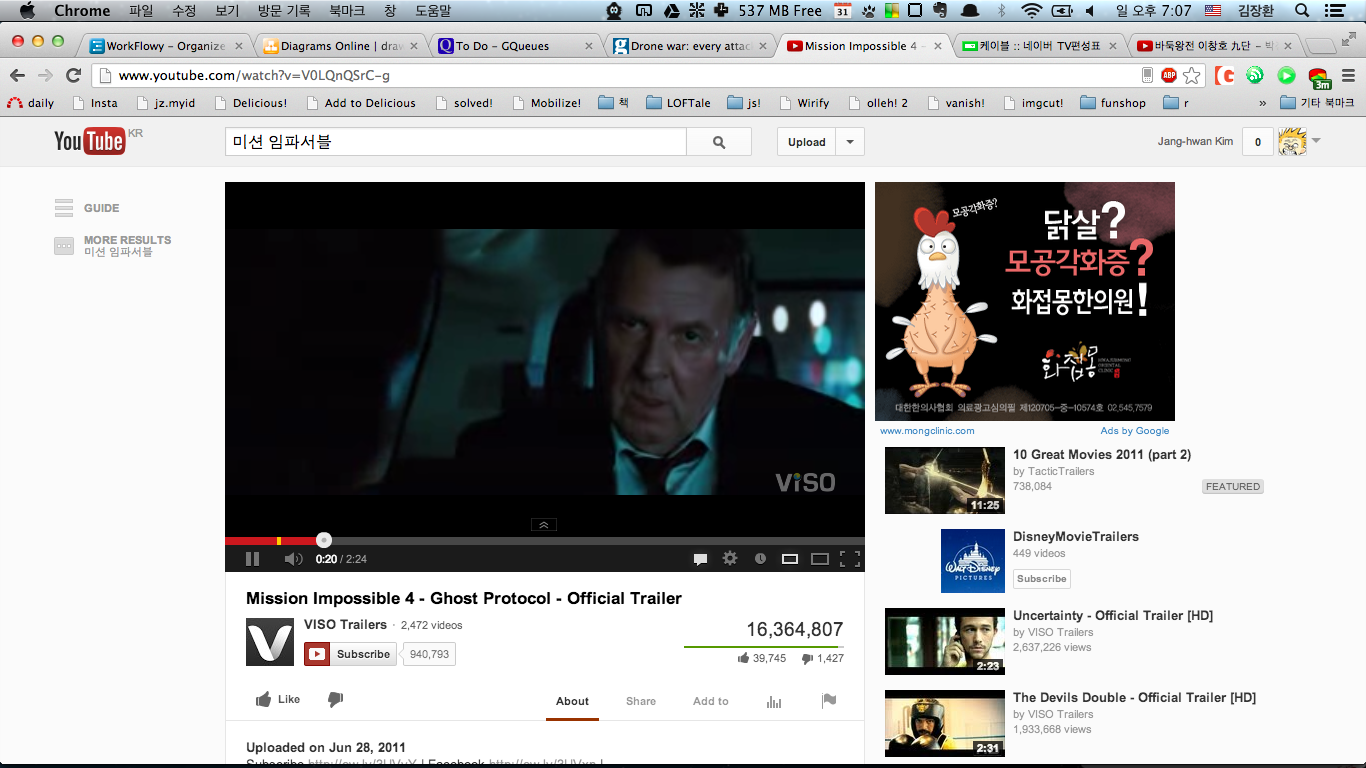 Chrome 파일 수정 보기 방문 기록 북마크 창 도움말 537 MB Free 31 일 오후 7:07 김장환
WorkFlowy – Organize Diagrams Online | draw To Do – GQueues Drone war: every attac Mission Impossible 4 – 케이블 :: 네이버 TV편성표 바둑왕전 이창호 九단 –
www.youtube.com/watch?v=V0LQnQSrC-g ABP 3m
daily Insta jz.myid Delicious! Add to Delicious solved! Mobilize! 책 LOFTale js! Wirify olleh! 2 vanish! imgcut! funshop r » 기타 북마크
YouTube KR 미션 임파서블 Upload Jang-hwan Kim 0
GUIDE
MORE RESULTS
미션 임파서블
ViSO
0:20 / 2:24
Mission Impossible 4 - Ghost Protocol - Official Trailer
VISO Trailers · 2,472 videos
Subscribe 940,793
16,364,807
39,745 1,427
Like About Share Add to
Uploaded on Jun 28, 2011
모공각화증?
닭살?
모공각화증?
화접몽한의원!
화접몽
대한한의사협회 의료광고심의필 제120705-중-10574호 02,545,7579
www.mongclinic.com Ads by Google
10 Great Movies 2011 (part 2)
by TacticTrailers
738,084 FEATURED
11:25
DisneyMovieTrailers
449 videos
Subscribe
WALT DISNEY
PICTURES
Uncertainty - Official Trailer [HD]
by VISO Trailers
2,637,226 views
2:23
The Devils Double - Official Trailer [HD]
by VISO Trailers
1,933,668 views
2:31